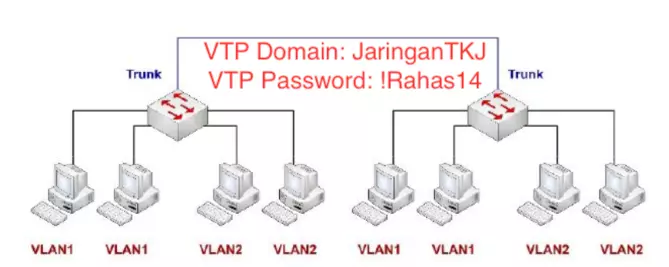 VTP Domain: JaringanTKJ
Trunk
VTP Password: !Rahas14
Trunk
VLAN1 VLAN1 VLAN2 VLAN2 VLAN1 VLAN1 VLAN2 VLAN2